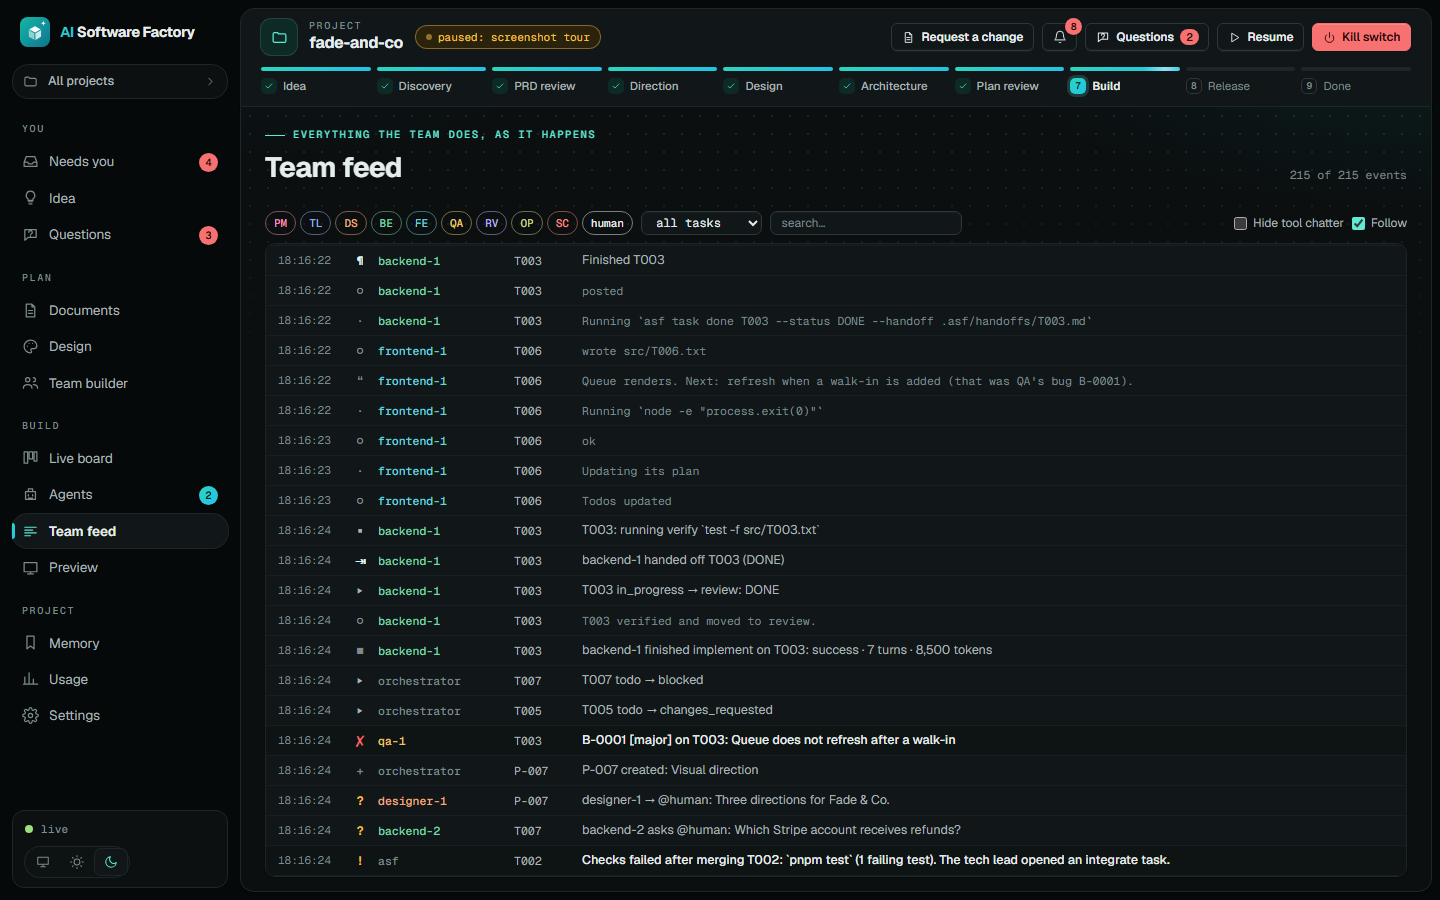 AI Software Factory
All projects
YOU
Needs you 4
Idea
Questions 3
PLAN
Documents
Design
Team builder
BUILD
Live board
Agents 2
Team feed
Preview
PROJECT
Memory
Usage
Settings
live
PROJECT
fade-and-co
paused: screenshot tour
Request a change
8
Questions 2
Resume
Kill switch
Idea
Discovery
PRD review
Direction
Design
Architecture
Plan review
7 Build
8 Release
9 Done
EVERYTHING THE TEAM DOES, AS IT HAPPENS
Team feed
215 of 215 events
PM TL DS BE FE QA RV OP SC human all tasks search…
Hide tool chatter Follow
18:16:22 ¶ backend-1 T003 Finished T003
18:16:22 o backend-1 T003 posted
18:16:22 · backend-1 T003 Running `asf task done T003 --status DONE --handoff .asf/handoffs/T003.md`
18:16:22 o frontend-1 T006 wrote src/T006.txt
18:16:22 “ frontend-1 T006 Queue renders. Next: refresh when a walk-in is added (that was QA's bug B-0001).
18:16:22 · frontend-1 T006 Running `node -e "process.exit(0)"`
18:16:23 o frontend-1 T006 ok
18:16:23 · frontend-1 T006 Updating its plan
18:16:23 o frontend-1 T006 Todos updated
18:16:24 ▪ backend-1 T003 T003: running verify `test -f src/T003.txt`
18:16:24 ⇥ backend-1 T003 backend-1 handed off T003 (DONE)
18:16:24 ▸ backend-1 T003 T003 in_progress → review: DONE
18:16:24 o backend-1 T003 T003 verified and moved to review.
18:16:24 ■ backend-1 T003 backend-1 finished implement on T003: success · 7 turns · 8,500 tokens
18:16:24 ▸ orchestrator T007 T007 todo → blocked
18:16:24 ▸ orchestrator T005 T005 todo → changes_requested
18:16:24 ✗ qa-1 T003 B-0001 [major] on T003: Queue does not refresh after a walk-in
18:16:24 + orchestrator P-007 P-007 created: Visual direction
18:16:24 ? designer-1 P-007 designer-1 → @human: Three directions for Fade & Co.
18:16:24 ? backend-2 T007 backend-2 asks @human: Which Stripe account receives refunds?
18:16:24 ! asf T002 Checks failed after merging T002: `pnpm test` (1 failing test). The tech lead opened an integrate task.